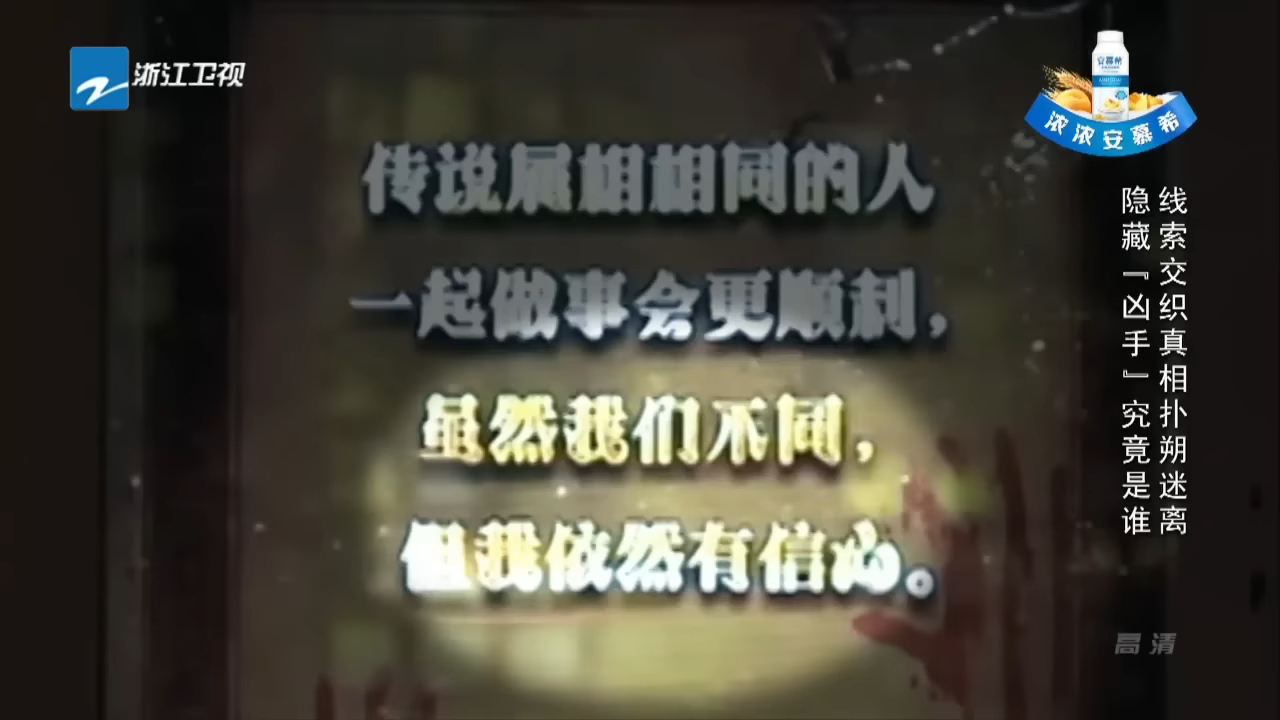 浙江卫视
安慕希
浓浓安慕希
传说属相相同的人
一起做事会更顺利，
虽然我们不同，
但我依然有信心。
线索交织真相扑朔迷离
隐藏『凶手』究竟是谁
高清